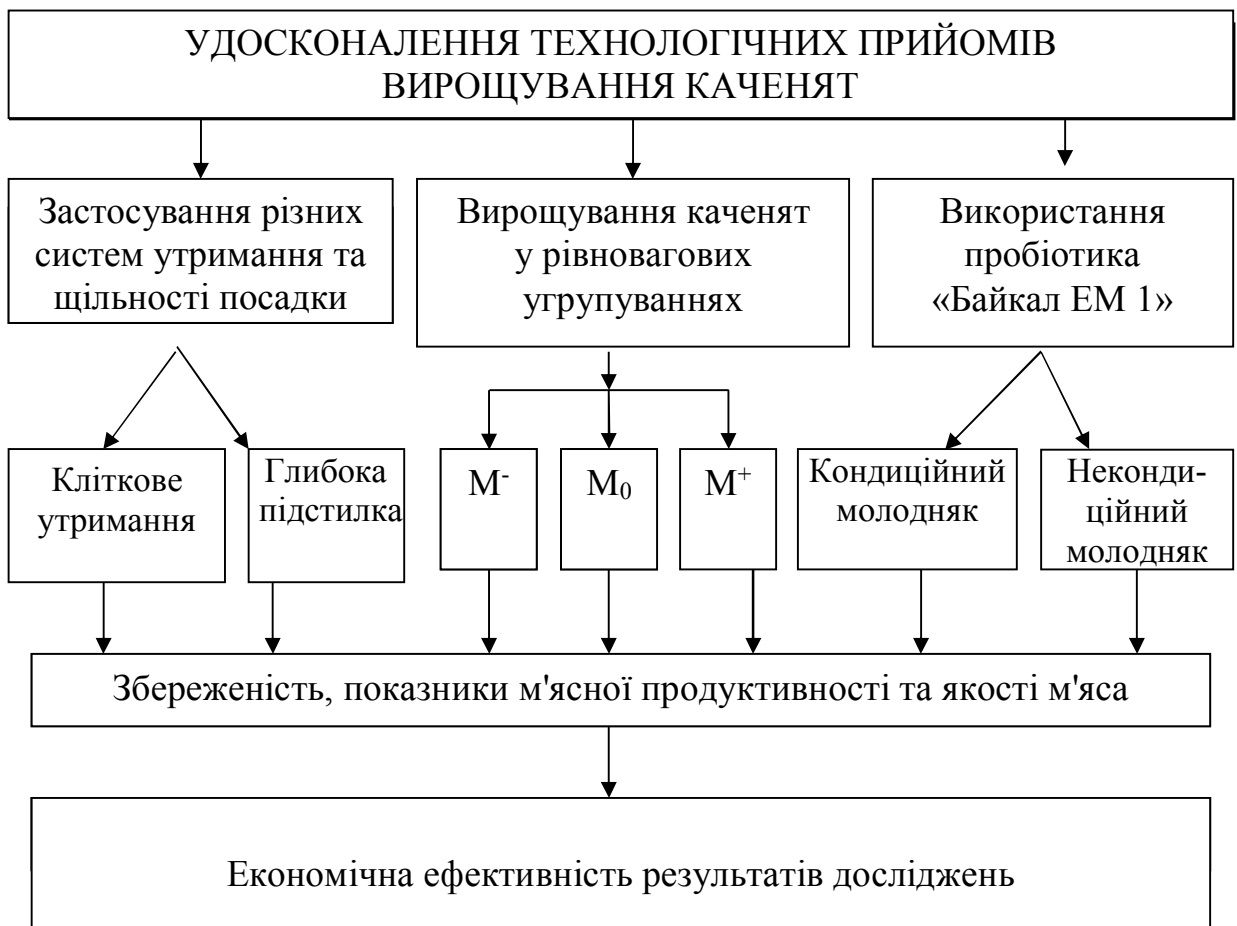 УДОСКОНАЛЕННЯ ТЕХНОЛОГІЧНИХ ПРИЙОМІВ
ВИРОЩУВАННЯ КАЧЕНЯТ
Застосування різних
систем утримання та
щільності посадки
Вирощування каченят
у рівновагових
угрупуваннях
Використання
пробіотика
«Байкал ЕМ 1»
Кліткове
утримання
Глибока
підстилка
М⁻
М₀
М⁺
Кондиційний
молодняк
Неконди-
ційний
молодняк
Збереженість, показники м'ясної продуктивності та якості м'яса
Економічна ефективність результатів досліджень